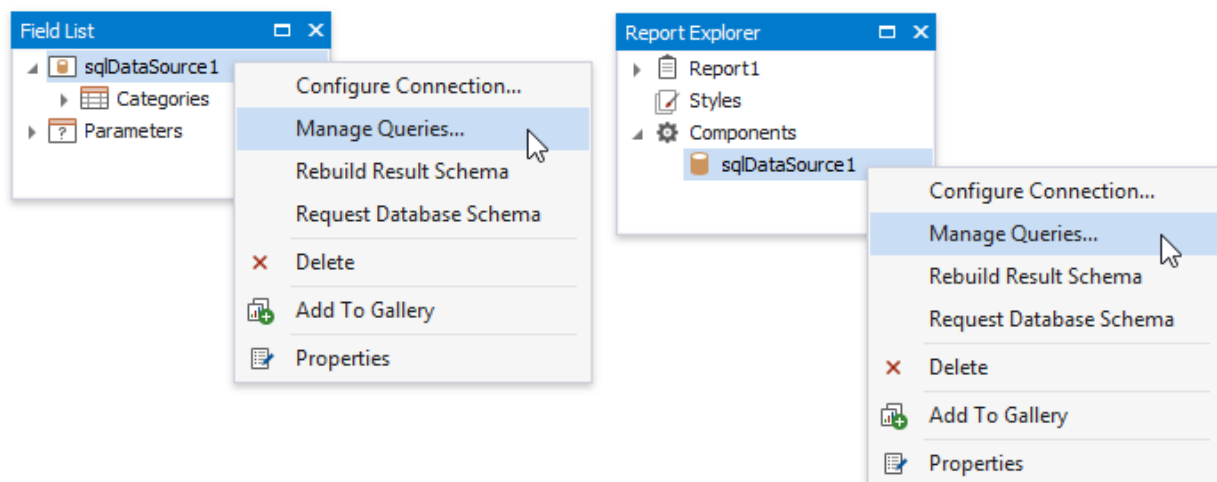 Field List
sqlDataSource1
Categories
Parameters
Configure Connection...
Manage Queries...
Rebuild Result Schema
Request Database Schema
Delete
Add To Gallery
Properties
Report Explorer
Report1
Styles
Components
sqlDataSource1
Configure Connection...
Manage Queries...
Rebuild Result Schema
Request Database Schema
Delete
Add To Gallery
Properties